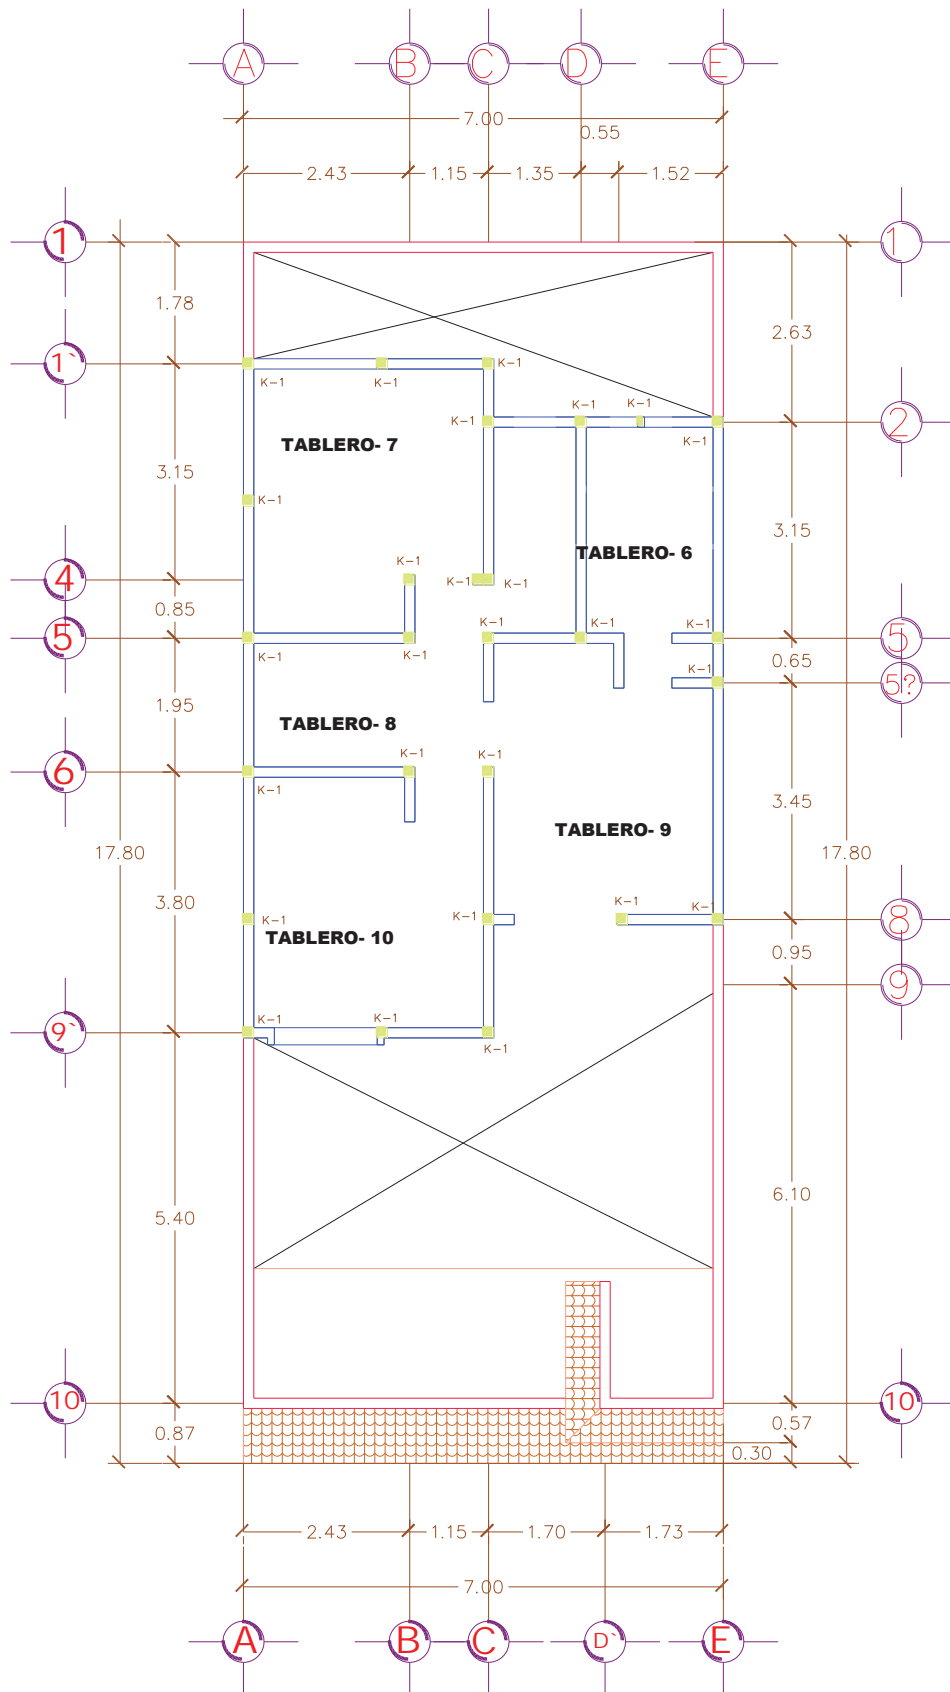 A B C D E
7.00
0.55
2.43 1.15 1.35 1.52
1 1
1.78 2.63
1`
K-1 K-1 K-1
K-1 K-1
2
K-1 K-1
TABLERO- 7
3.15 K-1 3.15
TABLERO- 6
K-1
4 K-1 K-1
0.85
5 K-1 K-1 K-1 5
K-1 K-1
0.65
K-1
5!?
1.95
TABLERO- 8
K-1 K-1
6
K-1
3.45
TABLERO- 9
17.80 17.80
3.80
K-1 K-1
K-1 K-1 8
TABLERO- 10
0.95
9
K-1 K-1
9`
K-1
5.40 6.10
10 10
0.87 0.57
0.30
2.43 1.15 1.70 1.73
7.00
A B C D` E